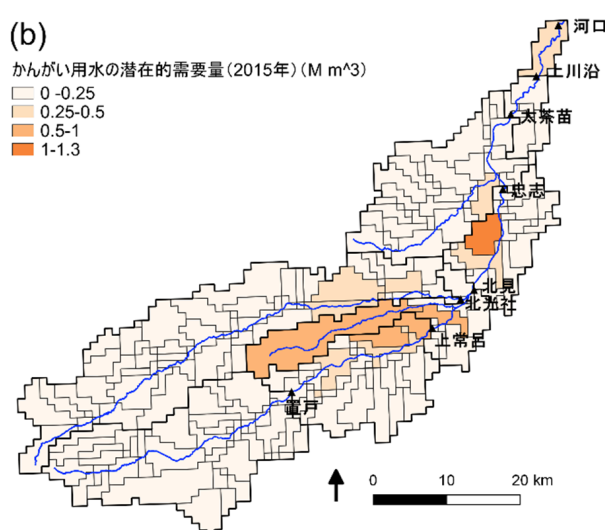 (b)
かんがい用水の潜在的需要量(2015年)(M m^3)
0 -0.25
0.25-0.5
0.5-1
1-1.3
河口
上川沿
太茶苗
忠志
北見
北光社
上常呂
置戸
0 10 20 km